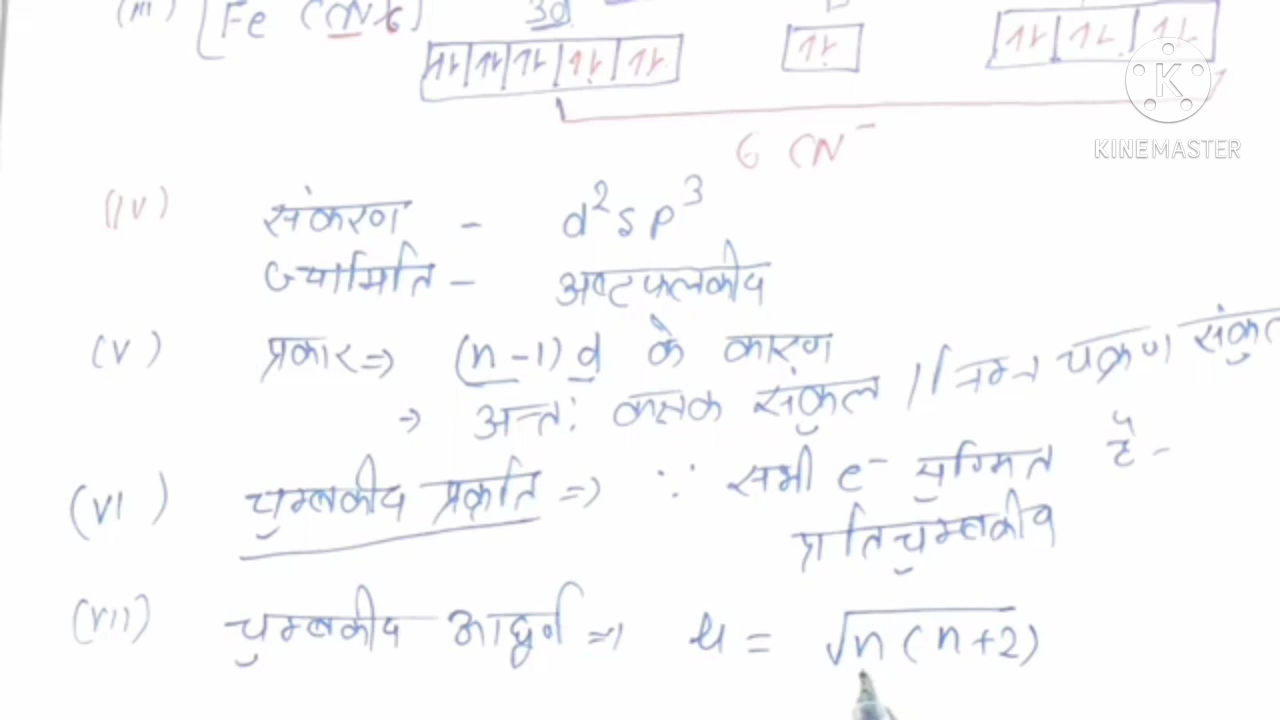 (III) [Fe (CN)6] 3d
6 CN⁻
KINEMASTER
(IV) संकरण - d²sp³
ज्यामिति - अष्टफलकीय
(V) प्रकार ⇒ (n-1)d के कारण
→ अन्तः कक्षक संकुल / निम्न चक्रण
(VI) चुम्बकीय प्रकृति ⇒ ∵ सभी e⁻ युग्मित है -
प्रतिचुम्बकीय
(VII) चुम्बकीय आघुर्ण ⇒ μ = √n(n+2)